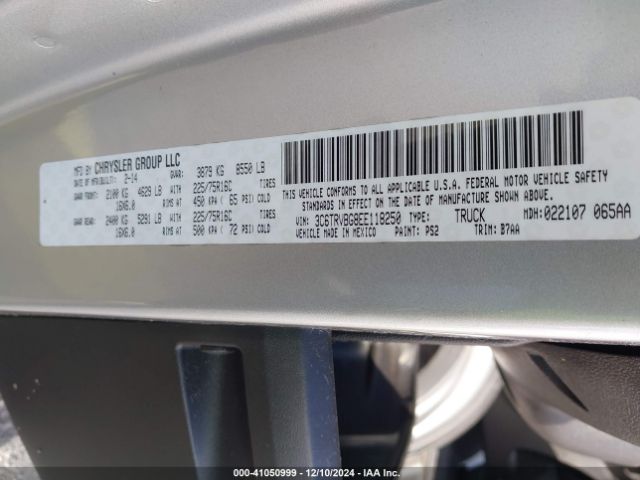 MFD BY CHRYSLER GROUP LLC
DATE OF MFR/BUILT: 2-14 GVWR: 3879 KG 8550 LB
GAWR FRONT: 2100 KG 4629 LB WITH 225/75R16C TIRES
16X6.0 RIMS AT 450 KPA ( 65 PSI) COLD
GAWR REAR: 2400 KG 5291 LB WITH 225/75R16C TIRES
16X6.0 RIMS AT 500 KPA ( 72 PSI) COLD
THIS VEHICLE CONFORMS TO ALL APPLICABLE U.S.A. FEDERAL MOTOR VEHICLE SAFETY
STANDARDS IN EFFECT ON THE DATE OF MANUFACTURE SHOWN ABOVE.
VIN: 3C6TRVBG8EE118250 TYPE: TRUCK MDH: 022107 065AA
VEHICLE MADE IN MEXICO PAINT: PS2 TRIM: B7AA
000-41050999 — 12/10/2024 — IAA Inc.